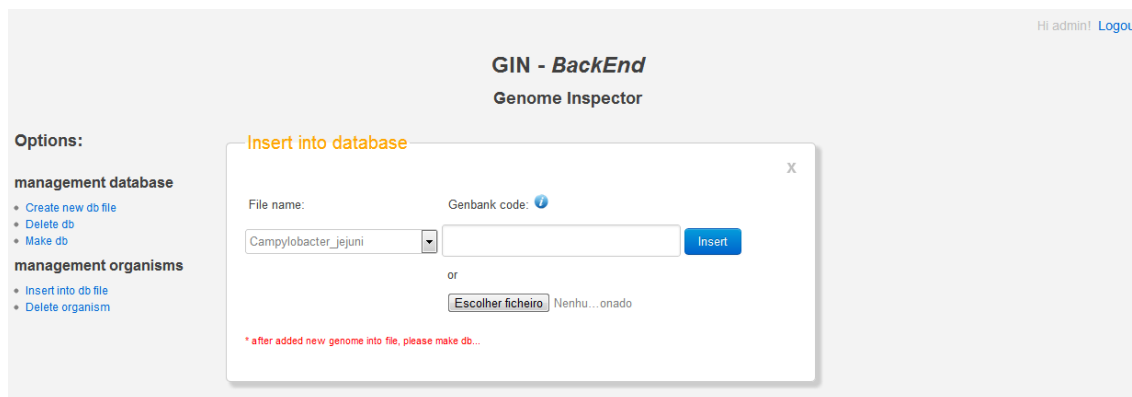 Hi admin! Logou
GIN - BackEnd
Genome Inspector
Options:
management database
Create new db file
Delete db
Make db
management organisms
Insert into db file
Delete organism
Insert into database
x
File name:
Genbank code: i
Campylobacter_jejuni
Insert
or
Escolher ficheiro Nenhu...onado
* after added new genome into file, please make db...